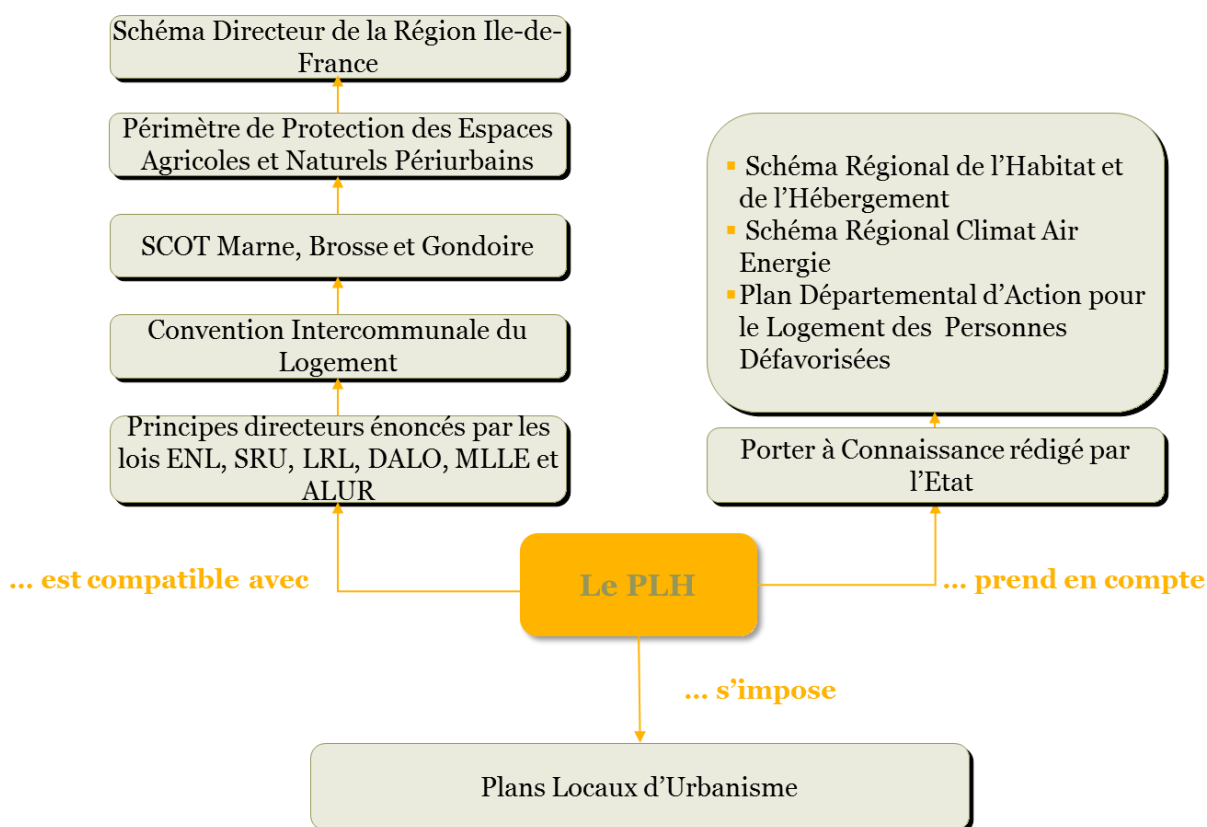 Schéma Directeur de la Région Ile-de-
France
Périmètre de Protection des Espaces
Agricoles et Naturels Périurbains
SCOT Marne, Brosse et Gondoire
Convention Intercommunale du
Logement
Principes directeurs énoncés par les
lois ENL, SRU, LRL, DALO, MLLE et
ALUR
▪ Schéma Régional de l’Habitat et
de l’Hébergement
▪ Schéma Régional Climat Air
Energie
▪ Plan Départemental d’Action pour
le Logement des Personnes
Défavorisées
Porter à Connaissance rédigé par
l’Etat
... est compatible avec
Le PLH
... prend en compte
... s’impose
Plans Locaux d’Urbanisme